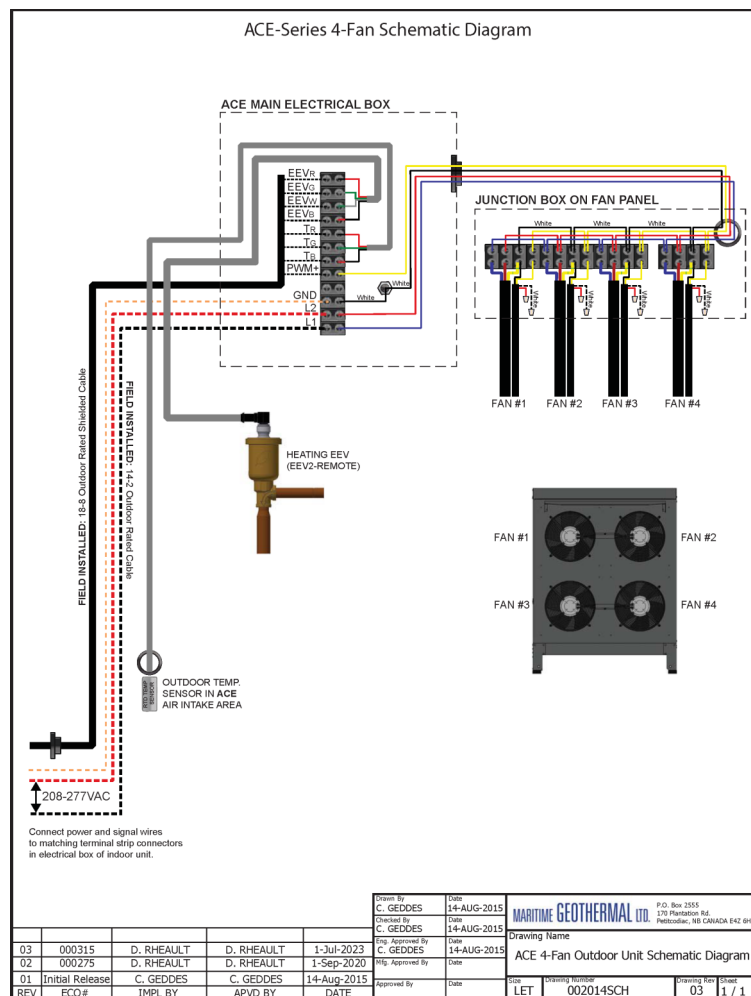 ACE-Series 4-Fan Schematic Diagram
ACE MAIN ELECTRICAL BOX
EEVR
EEVG
EEVW
EEVB
TR
TG
TB
PWM+
GND
L2
L1
White
White
JUNCTION BOX ON FAN PANEL
White
White
White
White
White
White
White
FAN #1
FAN #2
FAN #3
FAN #4
FIELD INSTALLED: 18-8 Outdoor Rated Shielded Cable
FIELD INSTALLED: 14-2 Outdoor Rated Cable
HEATING EEV
(EEV2-REMOTE)
FAN #1
FAN #2
FAN #3
FAN #4
RTD TEMP
SENSOR
OUTDOOR TEMP.
SENSOR IN ACE
AIR INTAKE AREA
208-277VAC
Connect power and signal wires
to matching terminal strip connectors
in electrical box of indoor unit.
03 000315 D. RHEAULT D. RHEAULT 1-Jul-2023
02 000275 D. RHEAULT D. RHEAULT 1-Sep-2020
01 Initial Release C. GEDDES C. GEDDES 14-Aug-2015
REV ECO# IMPL BY APVD BY DATE
Drawn By Date
C. GEDDES 14-AUG-2015
Checked By Date
C. GEDDES 14-AUG-2015
Eng. Approved By Date
C. GEDDES 14-AUG-2015
Mfg. Approved By Date
Approved By Date
MARITIME GEOTHERMAL LTD.
P.O. Box 2555
170 Plantation Rd.
Petitcodiac, NB CANADA E4Z 6H
Drawing Name
ACE 4-Fan Outdoor Unit Schematic Diagram
Size Drawing Number Drawing Rev Sheet
LET 002014SCH 03 1 / 1